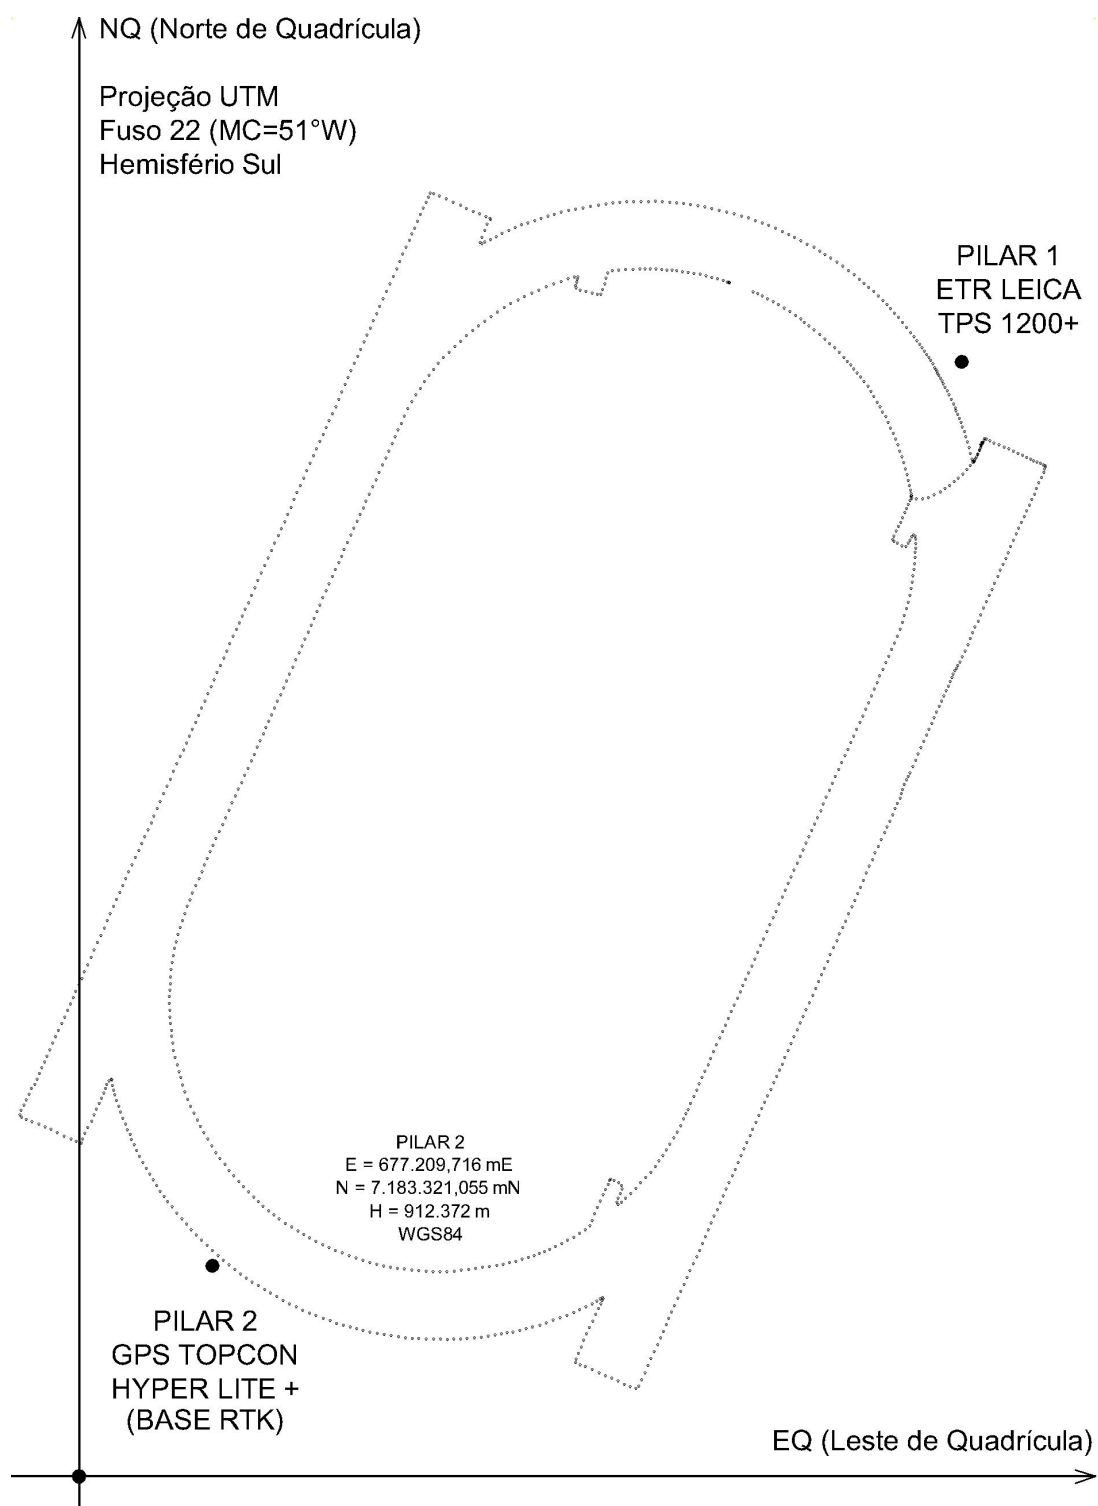 NQ (Norte de Quadrícula)
Projeção UTM
Fuso 22 (MC=51°W)
Hemisfério Sul
PILAR 1
ETR LEICA
TPS 1200+
PILAR 2
E = 677.209,716 mE
N = 7.183.321,055 mN
H = 912.372 m
WGS84
PILAR 2
GPS TOPCON
HYPER LITE +
(BASE RTK)
EQ (Leste de Quadrícula)